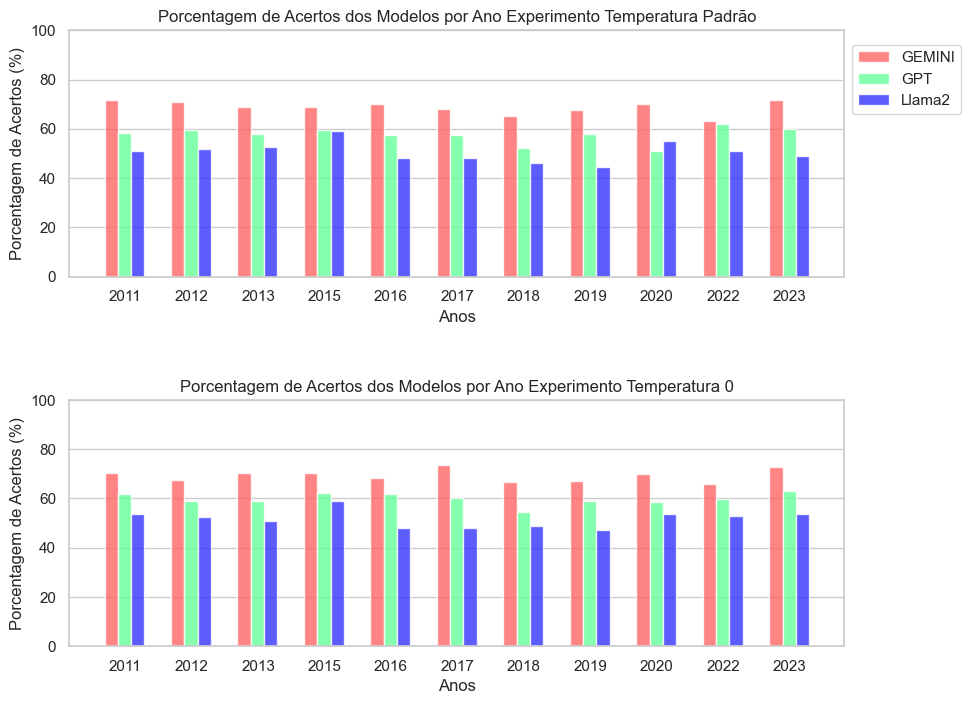 Porcentagem de Acertos dos Modelos por Ano Experimento Temperatura Padrão
Porcentagem de Acertos (%)
100
80
60
40
20
0
2011 2012 2013 2015 2016 2017 2018 2019 2020 2022 2023
Anos
GEMINI
GPT
Llama2
Porcentagem de Acertos dos Modelos por Ano Experimento Temperatura 0
Porcentagem de Acertos (%)
100
80
60
40
20
0
2011 2012 2013 2015 2016 2017 2018 2019 2020 2022 2023
Anos